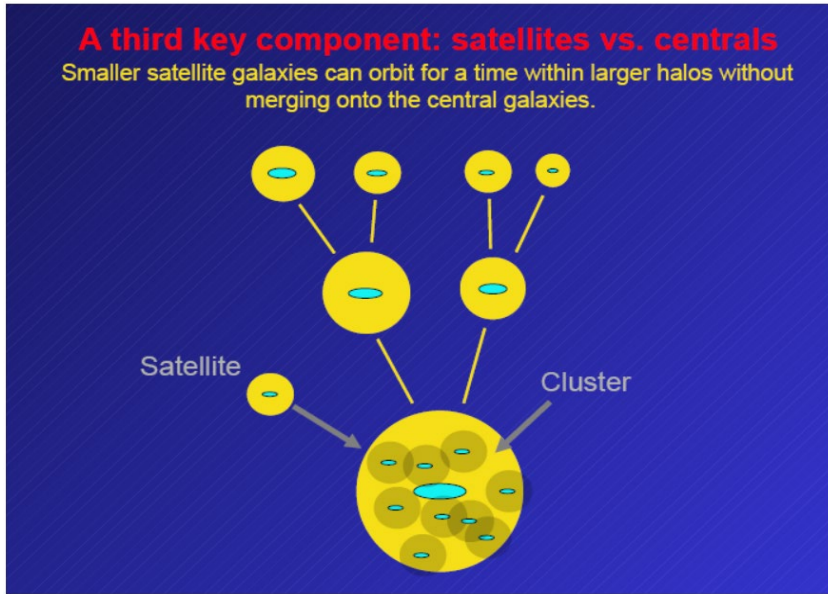 A third key component: satellites vs. centrals
Smaller satellite galaxies can orbit for a time within larger halos without
merging onto the central galaxies.
Satellite
Cluster